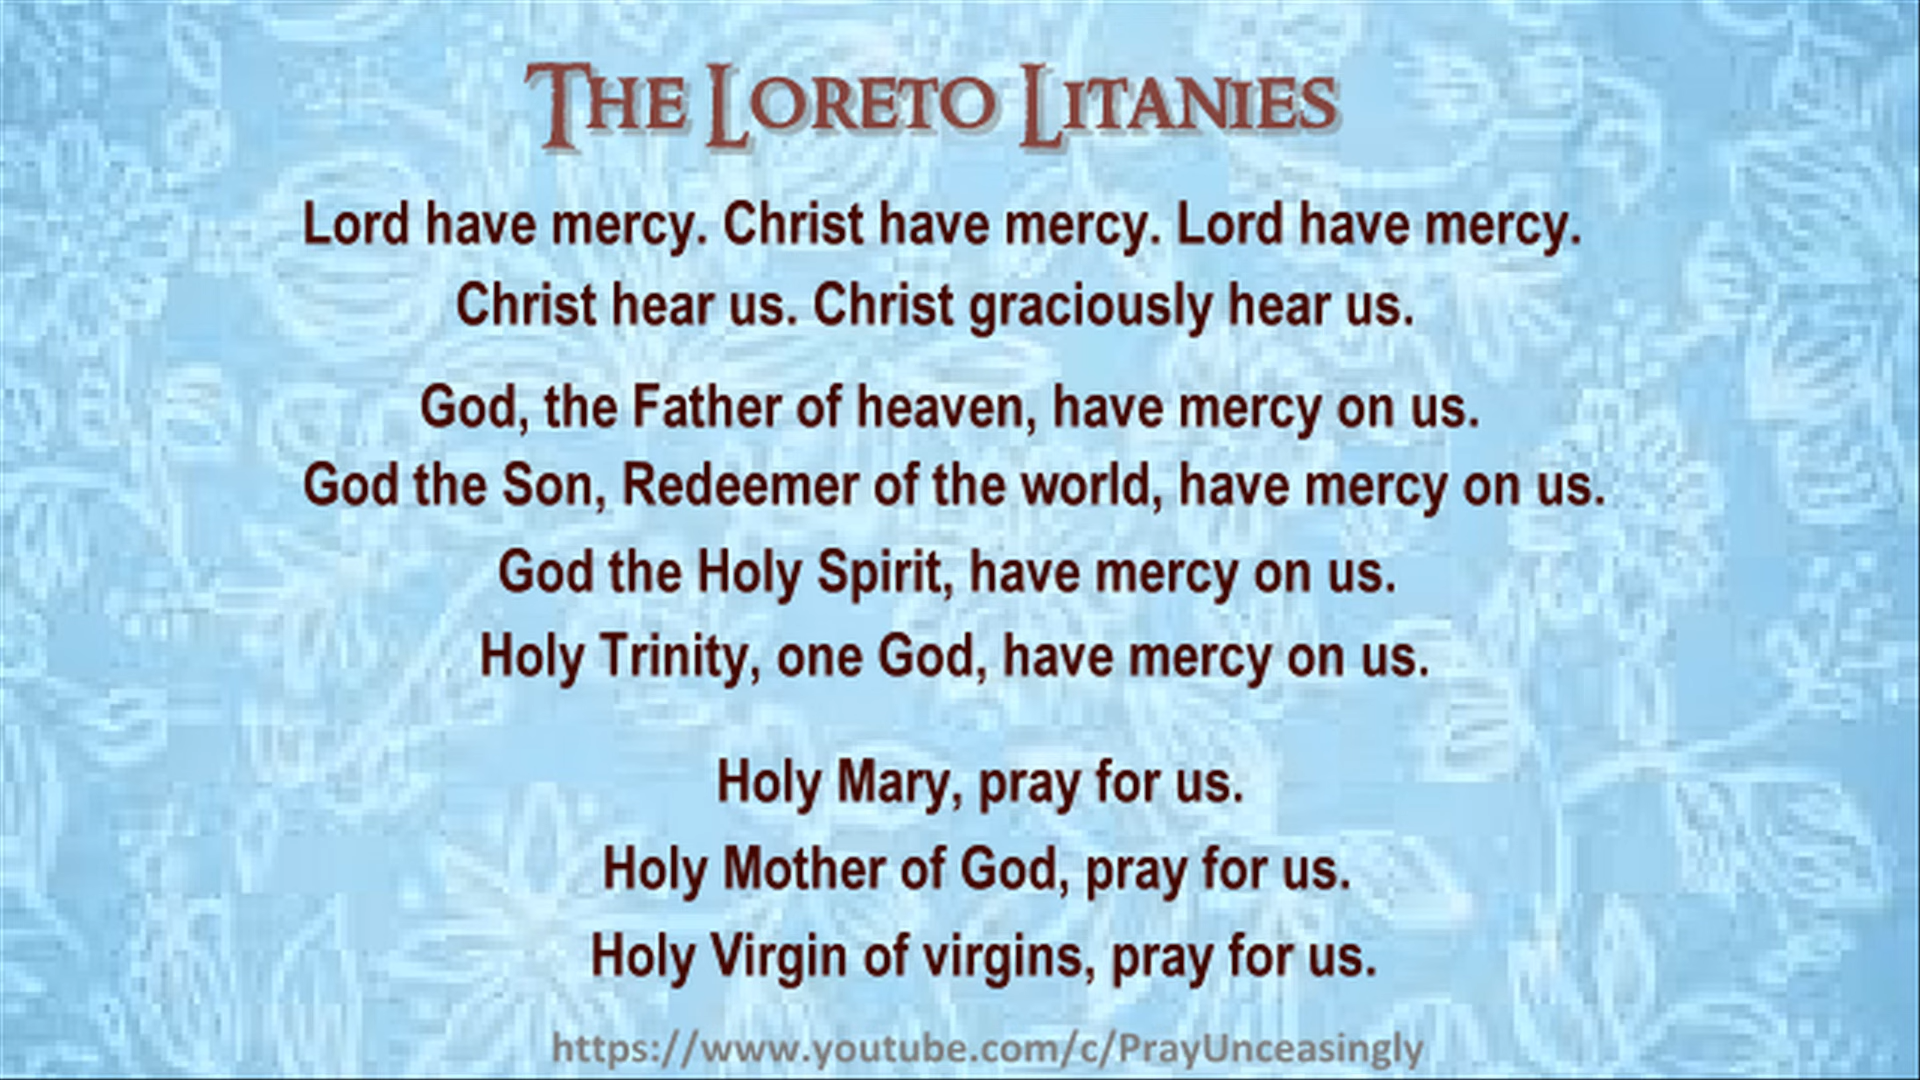 The Loreto Litanies
Lord have mercy. Christ have mercy. Lord have mercy.
Christ hear us. Christ graciously hear us.
God, the Father of heaven, have mercy on us.
God the Son, Redeemer of the world, have mercy on us.
God the Holy Spirit, have mercy on us.
Holy Trinity, one God, have mercy on us.
Holy Mary, pray for us.
Holy Mother of God, pray for us.
Holy Virgin of virgins, pray for us.
https://www.youtube.com/c/PrayUnceasingly